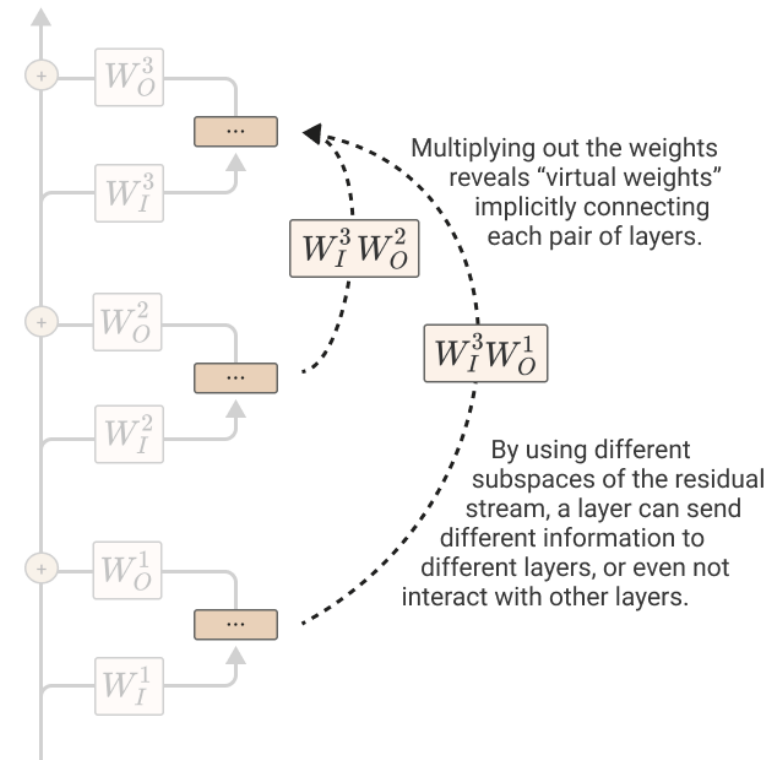 +
W_O^3
...
W_I^3
Multiplying out the weights
reveals “virtual weights”
implicitly connecting
each pair of layers.
W_I^3 W_O^2
+
W_O^2
...
W_I^3 W_O^1
W_I^2
By using different
subspaces of the residual
stream, a layer can send
different information to
different layers, or even not
interact with other layers.
+
W_O^1
...
W_I^1